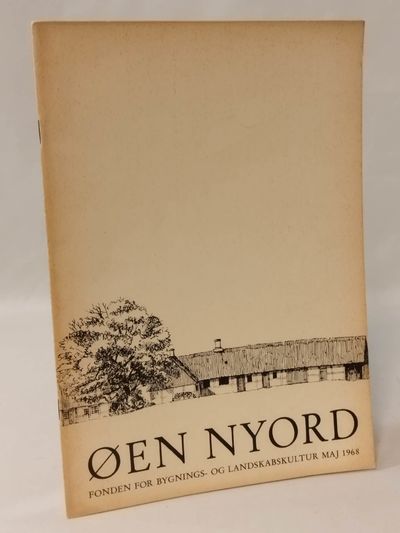 ØEN NYORD
FONDEN FOR BYGNINGS- OG LANDSKABSKULTUR MAJ 1968